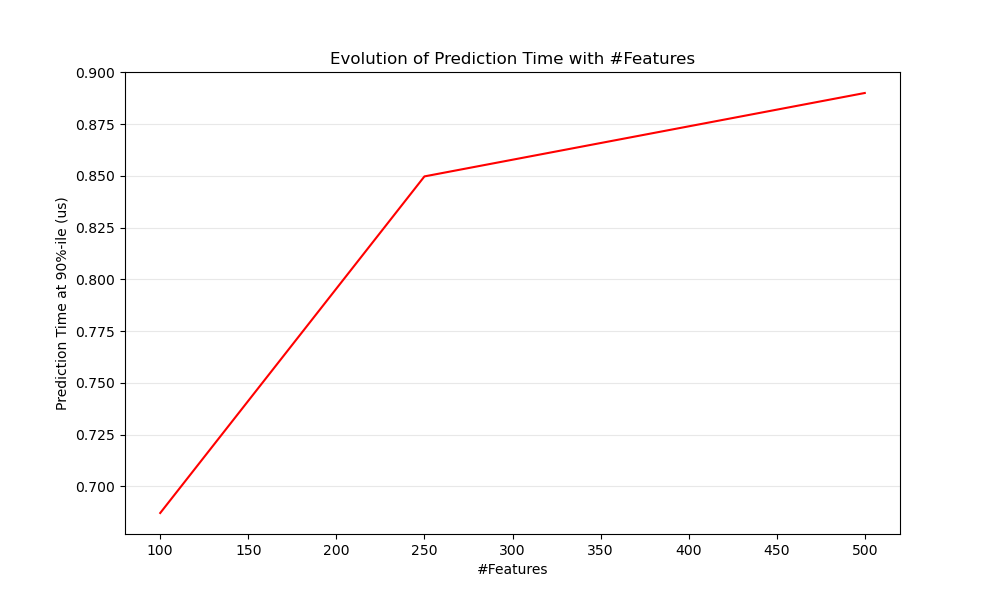 Evolution of Prediction Time with #Features
Prediction Time at 90%-ile (us)
0.900
0.875
0.850
0.825
0.800
0.775
0.750
0.725
0.700
100 150 200 250 300 350 400 450 500
#Features